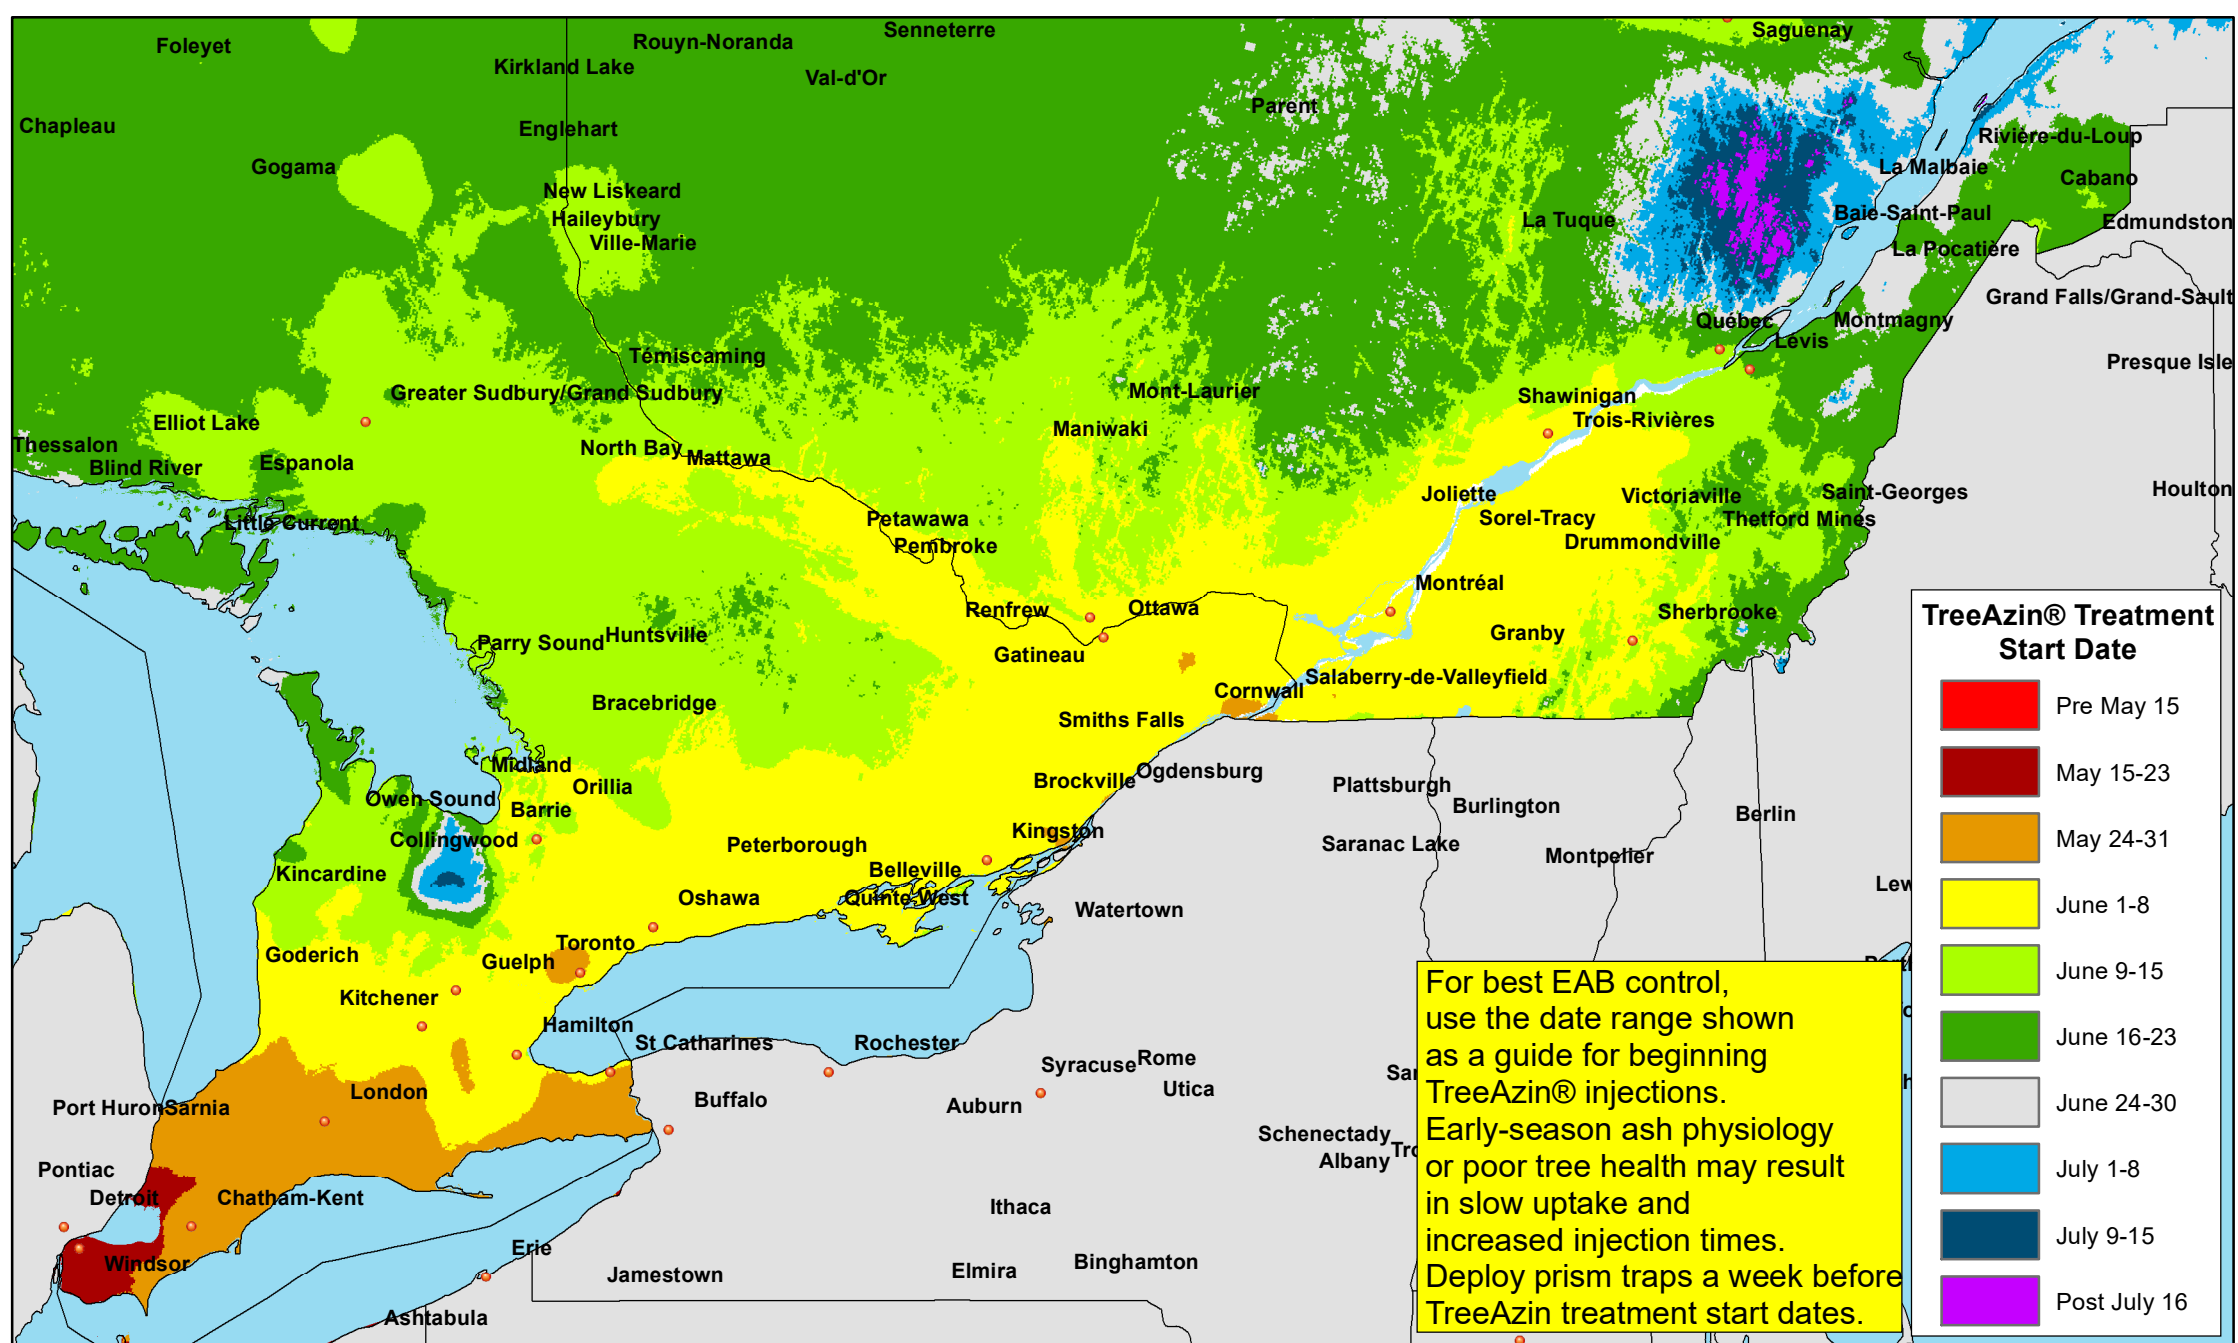 Foleyet
Rouyn-Noranda
Senneterre
Saguenay
Kirkland Lake
Val-d'Or
Parent
Chapleau
Englehart
Rivière-du-Loup
Gogama
La Malbaie
Cabano
New Liskeard
Haileybury
La Tuque
Baie-Saint-Paul
Edmundston
Ville-Marie
La Pocatière
Grand Falls/Grand-Sault
Québec
Montmagny
Lévis
Témiscaming
Presque Isle
Greater Sudbury/Grand Sudbury
Mont-Laurier
Shawinigan
Elliot Lake
Trois-Rivières
Maniwaki
Thessalon
North Bay
Mattawa
Blind River
Espanola
Joliette
Victoriaville
Saint-Georges
Houlton
Little Current
Petawawa
Sorel-Tracy
Thetford Mines
Pembroke
Drummondville
Montréal
Renfrew
Ottawa
Sherbrooke
Parry Sound
Huntsville
Granby
Gatineau
Salaberry-de-Valleyfield
Cornwall
Bracebridge
Smiths Falls
Midland
Ogdensburg
Brockville
Orillia
Plattsburgh
Owen Sound
Barrie
Burlington
Berlin
Kingston
Collingwood
Peterborough
Saranac Lake
Montpelier
Kincardine
Belleville
Lew
Oshawa
Quinte West
Watertown
Toronto
Goderich
Guelph
Kitchener
Hamilton
St Catharines
Rochester
Syracuse
Rome
Utica
London
Buffalo
Auburn
Port Huron
Sarnia
Schenectady
Albany
Pontiac
Detroit
Chatham-Kent
Ithaca
Erie
Windsor
Binghamton
Jamestown
Elmira
Ashtabula
For best EAB control,
use the date range shown
as a guide for beginning
TreeAzin® injections.
Early-season ash physiology
or poor tree health may result
in slow uptake and
increased injection times.
Deploy prism traps a week before
TreeAzin treatment start dates.
TreeAzin® Treatment
Start Date
Pre May 15
May 15-23
May 24-31
June 1-8
June 9-15
June 16-23
June 24-30
July 1-8
July 9-15
Post July 16